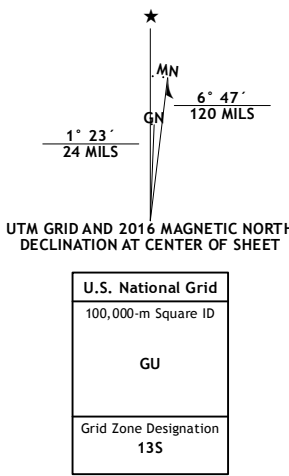 ★
MN
GN
6° 47´
120 MILS
1° 23´
24 MILS
UTM GRID AND 2016 MAGNETIC NORTH
DECLINATION AT CENTER OF SHEET
U.S. National Grid
100,000-m Square ID
GU
Grid Zone Designation
13S